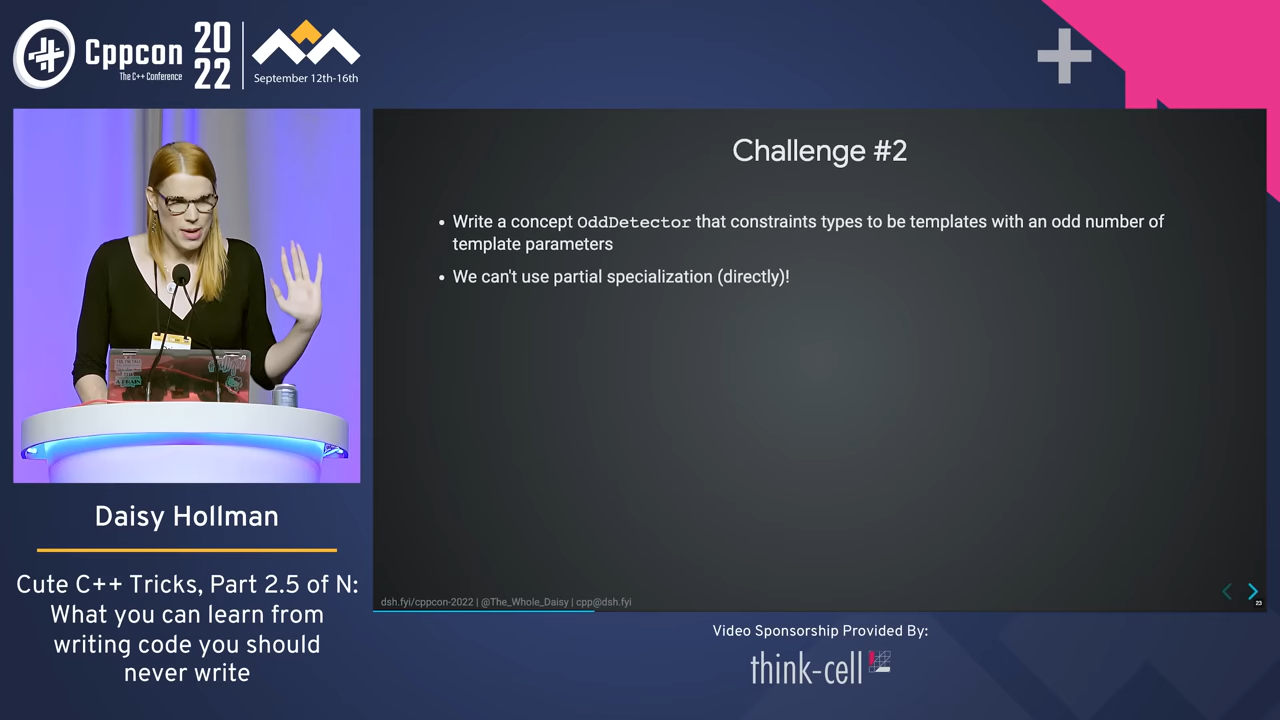 Cppcon
The C++ Conference
20
22
September 12th-16th
Challenge #2
• Write a concept OddDetector that constraints types to be templates with an odd number of
template parameters
• We can't use partial specialization (directly)!
dsh.fyi/cppcon-2022 | @The_Whole_Daisy | cpp@dsh.fyi
23
Daisy Hollman
Cute C++ Tricks, Part 2.5 of N:
What you can learn from
writing code you should
never write
Video Sponsorship Provided By:
think-cell